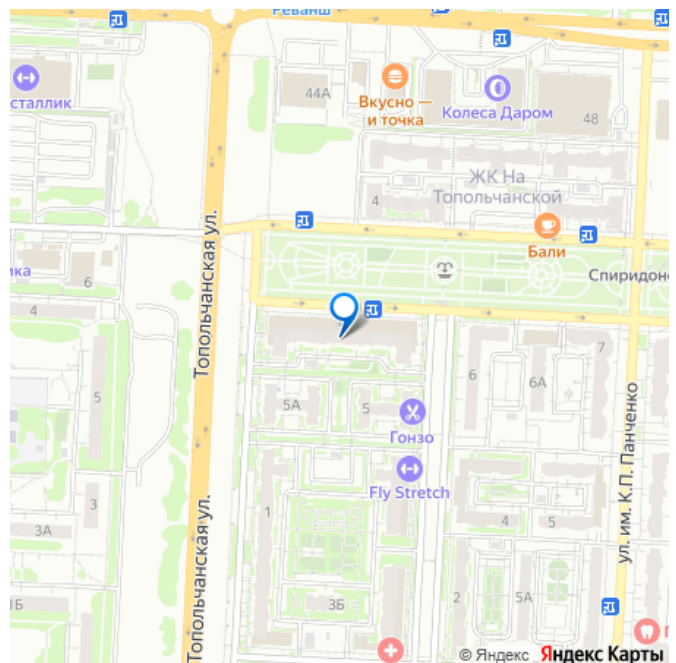 Реванш
сталлик
44А
Вкусно —
и точка
Колеса Даром
48
ЖК На
Топольчанской
4
Бали
Топольчанская ул.
6
4
Спиридон
5
5А
5
Гонзо
6
6А
7
ул. им. К.П. Панченко
Fly Stretch
3
3А
1
4
5
Топольчанская ул.
1Б
3Б
2
5А
© Яндекс Яндекс Карты